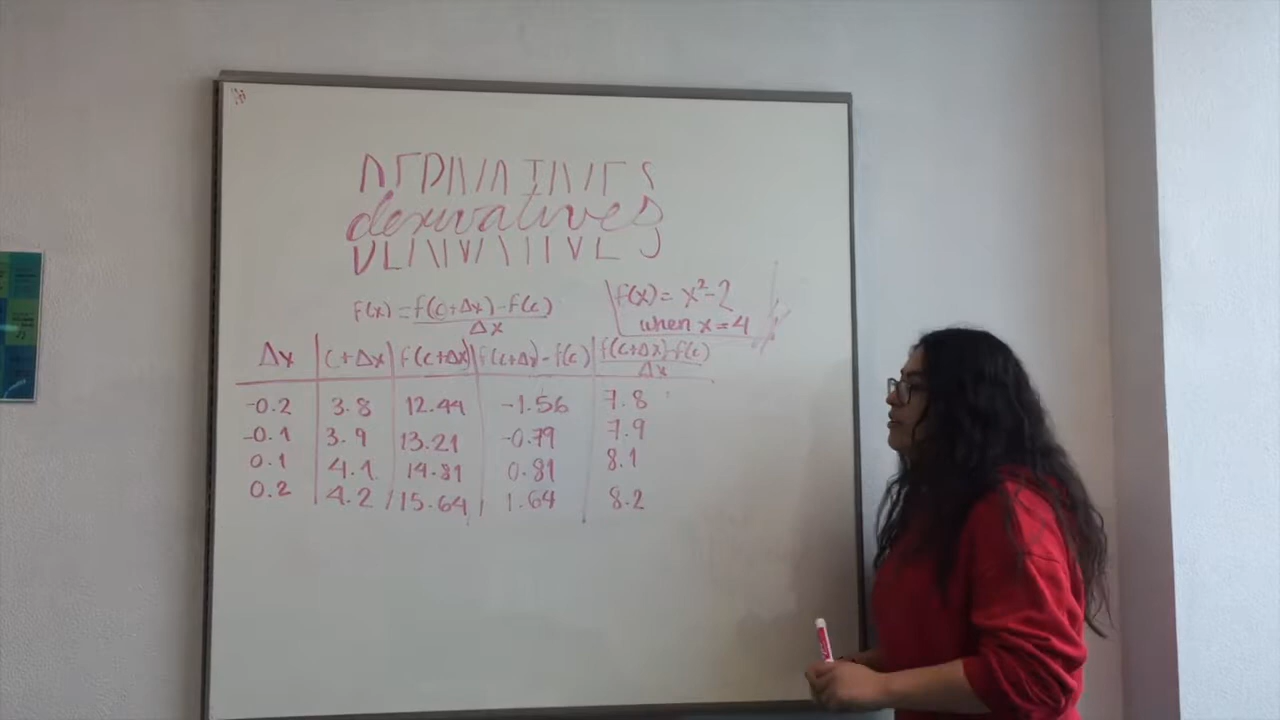 DERIVATIVES
derivatives
DERIVATIVES
F(x) = f(c+Δx) - f(c)
Δx
f(x) = x² - 2
when x = 4
Δx c+Δx f(c+Δx) f(c+Δx) - f(c) f(c+Δx) - f(c)
Δx
-0.2 3.8 12.44 -1.56 7.8
-0.1 3.9 13.21 -0.79 7.9
0.1 4.1 14.81 0.81 8.1
0.2 4.2 15.64 1.64 8.2